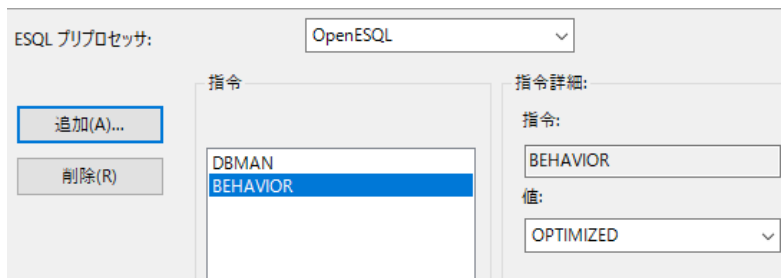 ESQL プリプロセッサ:
OpenESQL
追加(A)...
削除(R)
指令
DBMAN
BEHAVIOR
指令詳細:
指令:
BEHAVIOR
値:
OPTIMIZED